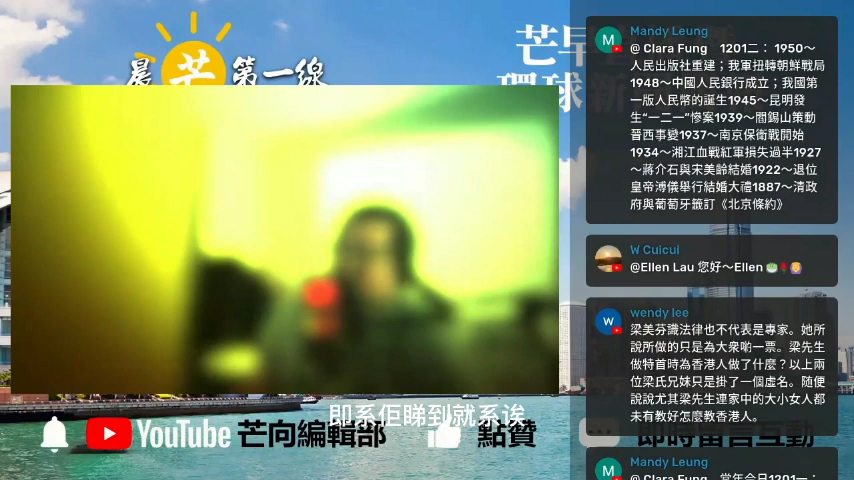 晨芒第一線
芒早
環球新
Mandy Leung
@ Clara Fung 1201二： 1950～
人民出版社重建；我軍扭轉朝鮮戰局
1948～中國人民銀行成立；我國第
一版人民幣的誕生1945～昆明發
生“一二一”慘案1939～閻錫山策動
晉西事變1937～南京保衛戰開始
1934～湘江血戰紅軍損失過半1927
～蔣介石與宋美齡結婚1922～退位
皇帝溥儀舉行結婚大禮1887～清政
府與葡萄牙籤訂《北京條約》
W Cuicui
@Ellen Lau 您好～Ellen
wendy lee
梁美芬識法律也不代表是專家。她所
說所做的只是為大衆喲一票。梁先生
做特首時為香港人做了什麼？以上兩
位梁氏兄妹只是掛了一個虛名。随便
說說尤其梁先生連家中的大小女人都
未有教好怎麼教香港人。
即系佢睇到就系诶
YouTube 芒向編輯部 點贊 即時留言互動
Mandy Leung
@ Clara Fung 當年今日1201一：